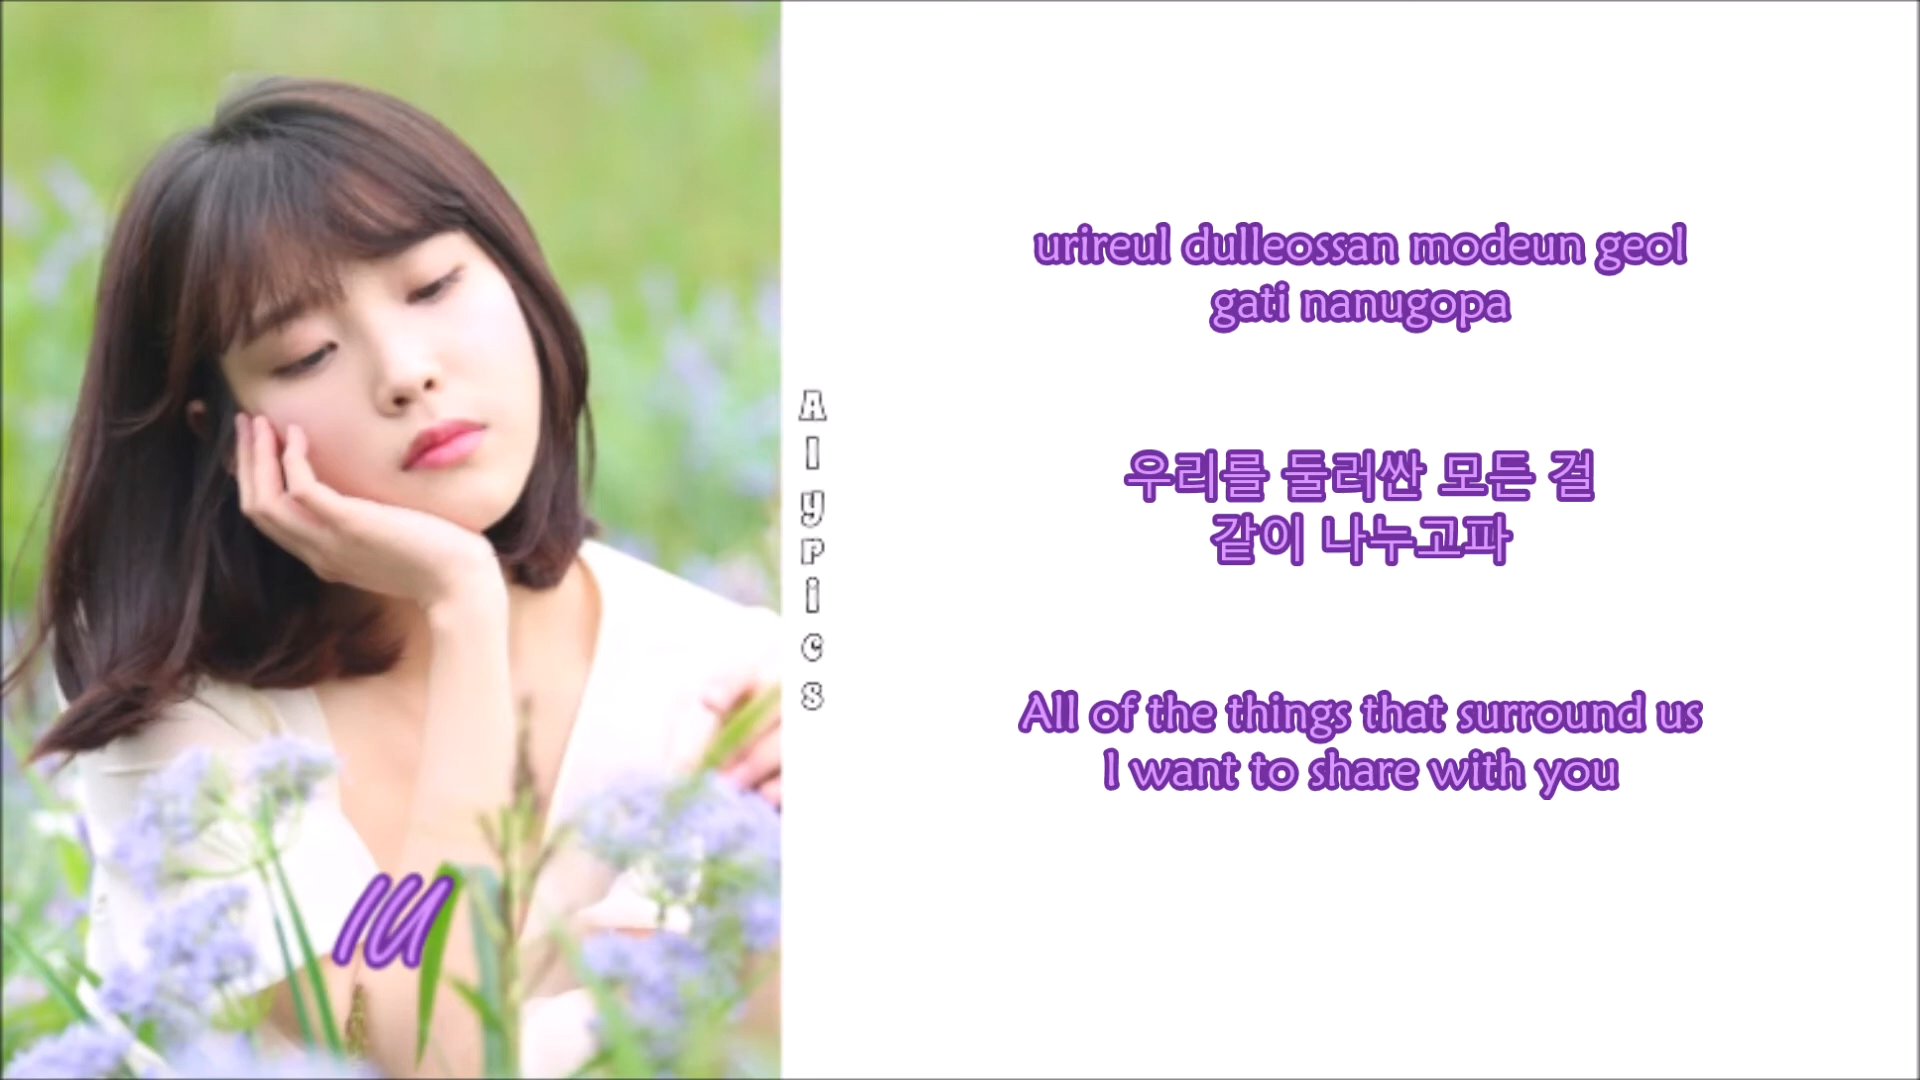 urireul dulleossan modeun geol
gati nanugopa
우리를 둘러싼 모든 걸
같이 나누고파
All of the things that surround us
I want to share with you
Alyrics
IU